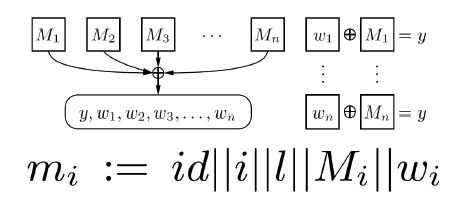 M₁ M₂ M₃ ⋯ Mₙ
w₁ ⊕ M₁ = y
⊕
⋮ ⋮
y, w₁, w₂, w₃, …, wₙ
wₙ ⊕ Mₙ = y
mᵢ := id||i||l||Mᵢ||wᵢ